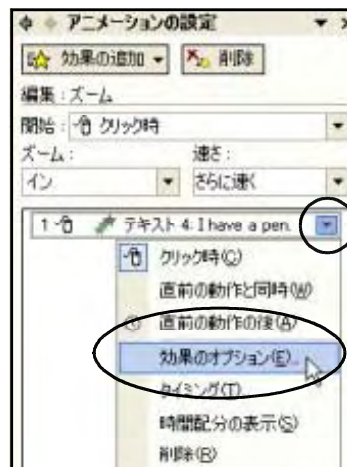 アニメーションの設定
効果の追加 削除
編集:ズーム
開始: クリック時
ズーム: 速さ:
イン さらに速く
1 テキスト 4: I have a pen.
クリック時(C)
直前の動作と同時(W)
直前の動作の後(A)
効果のオプション(E)...
タイミング(T)...
時間配分の表示(S)
削除(R)